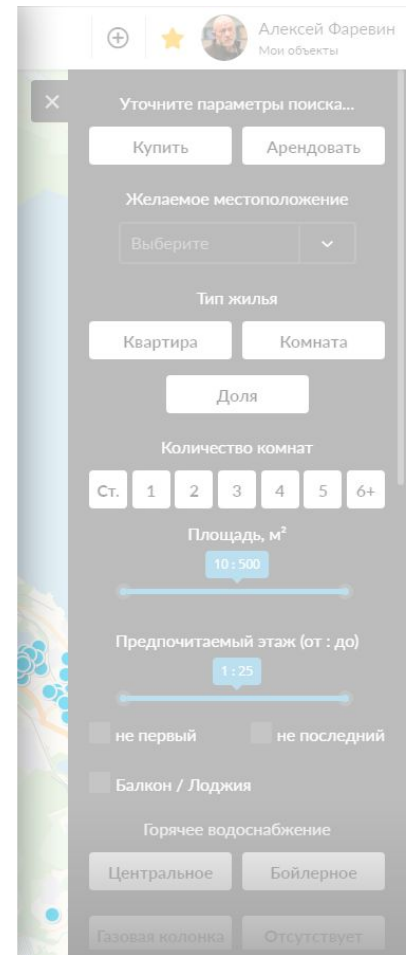 Алексей Фаревин
Мои объекты
Уточните параметры поиска...
Купить Арендовать
Желаемое местоположение
Выберите
Тип жилья
Квартира Комната
Доля
Количество комнат
Ст. 1 2 3 4 5 6+
Площадь, м²
10 : 500
Предпочитаемый этаж (от : до)
1 : 25
не первый не последний
Балкон / Лоджия
Горячее водоснабжение
Центральное Бойлерное
Газовая колонка Отсутствует